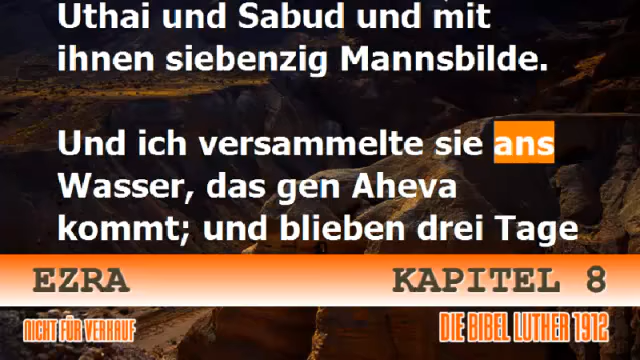 Uthai und Sabud und mit
ihnen siebenzig Mannsbilde.
Und ich versammelte sie ans
Wasser, das gen Aheva
kommt; und blieben drei Tage
EZRA KAPITEL 8
NICHT FÜR VERKAUF DIE BIBEL LUTHER 1912